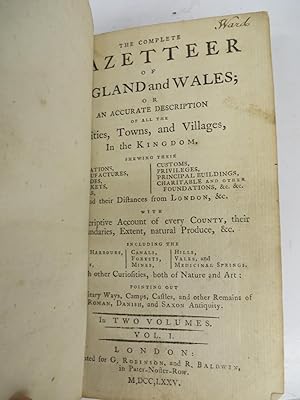 Ward
THE COMPLETE
AZETTEER
OF
GLAND and WALES;
OR
AN ACCURATE DESCRIPTION
OF ALL THE
ities, Towns, and Villages,
In the KINGDOM,
SHEWING THEIR
ATIONS, CUSTOMS,
UFACTURES, PRIVILEGES,
DES, PRINCIPAL BUILDINGS,
KETS, CHARITABLE AND OTHER
S, FOUNDATIONS, &c. &c.
nd their Distances from LONDON, &c.
WITH
criptive Account of every COUNTY, their
undaries, Extent, natural Produce, &c.
INCLUDING THE
HARBOURS, CANALS, HILLS,
FORESTS, VALES, and
S, MINES, MEDICINAL SPRINGS,
h other Curiosities, both of Nature and Art:
POINTING OUT
litary Ways, Camps, Castles, and other Remains of
ROMAN, DANISH, and SAXON Antiquity.
In TWO VOLUMES.
VOL. I.
LONDON:
ted for G. ROBINSON, and R. BALDWIN,
in Pater-Noster-Row.
M,DCC,LXXV.